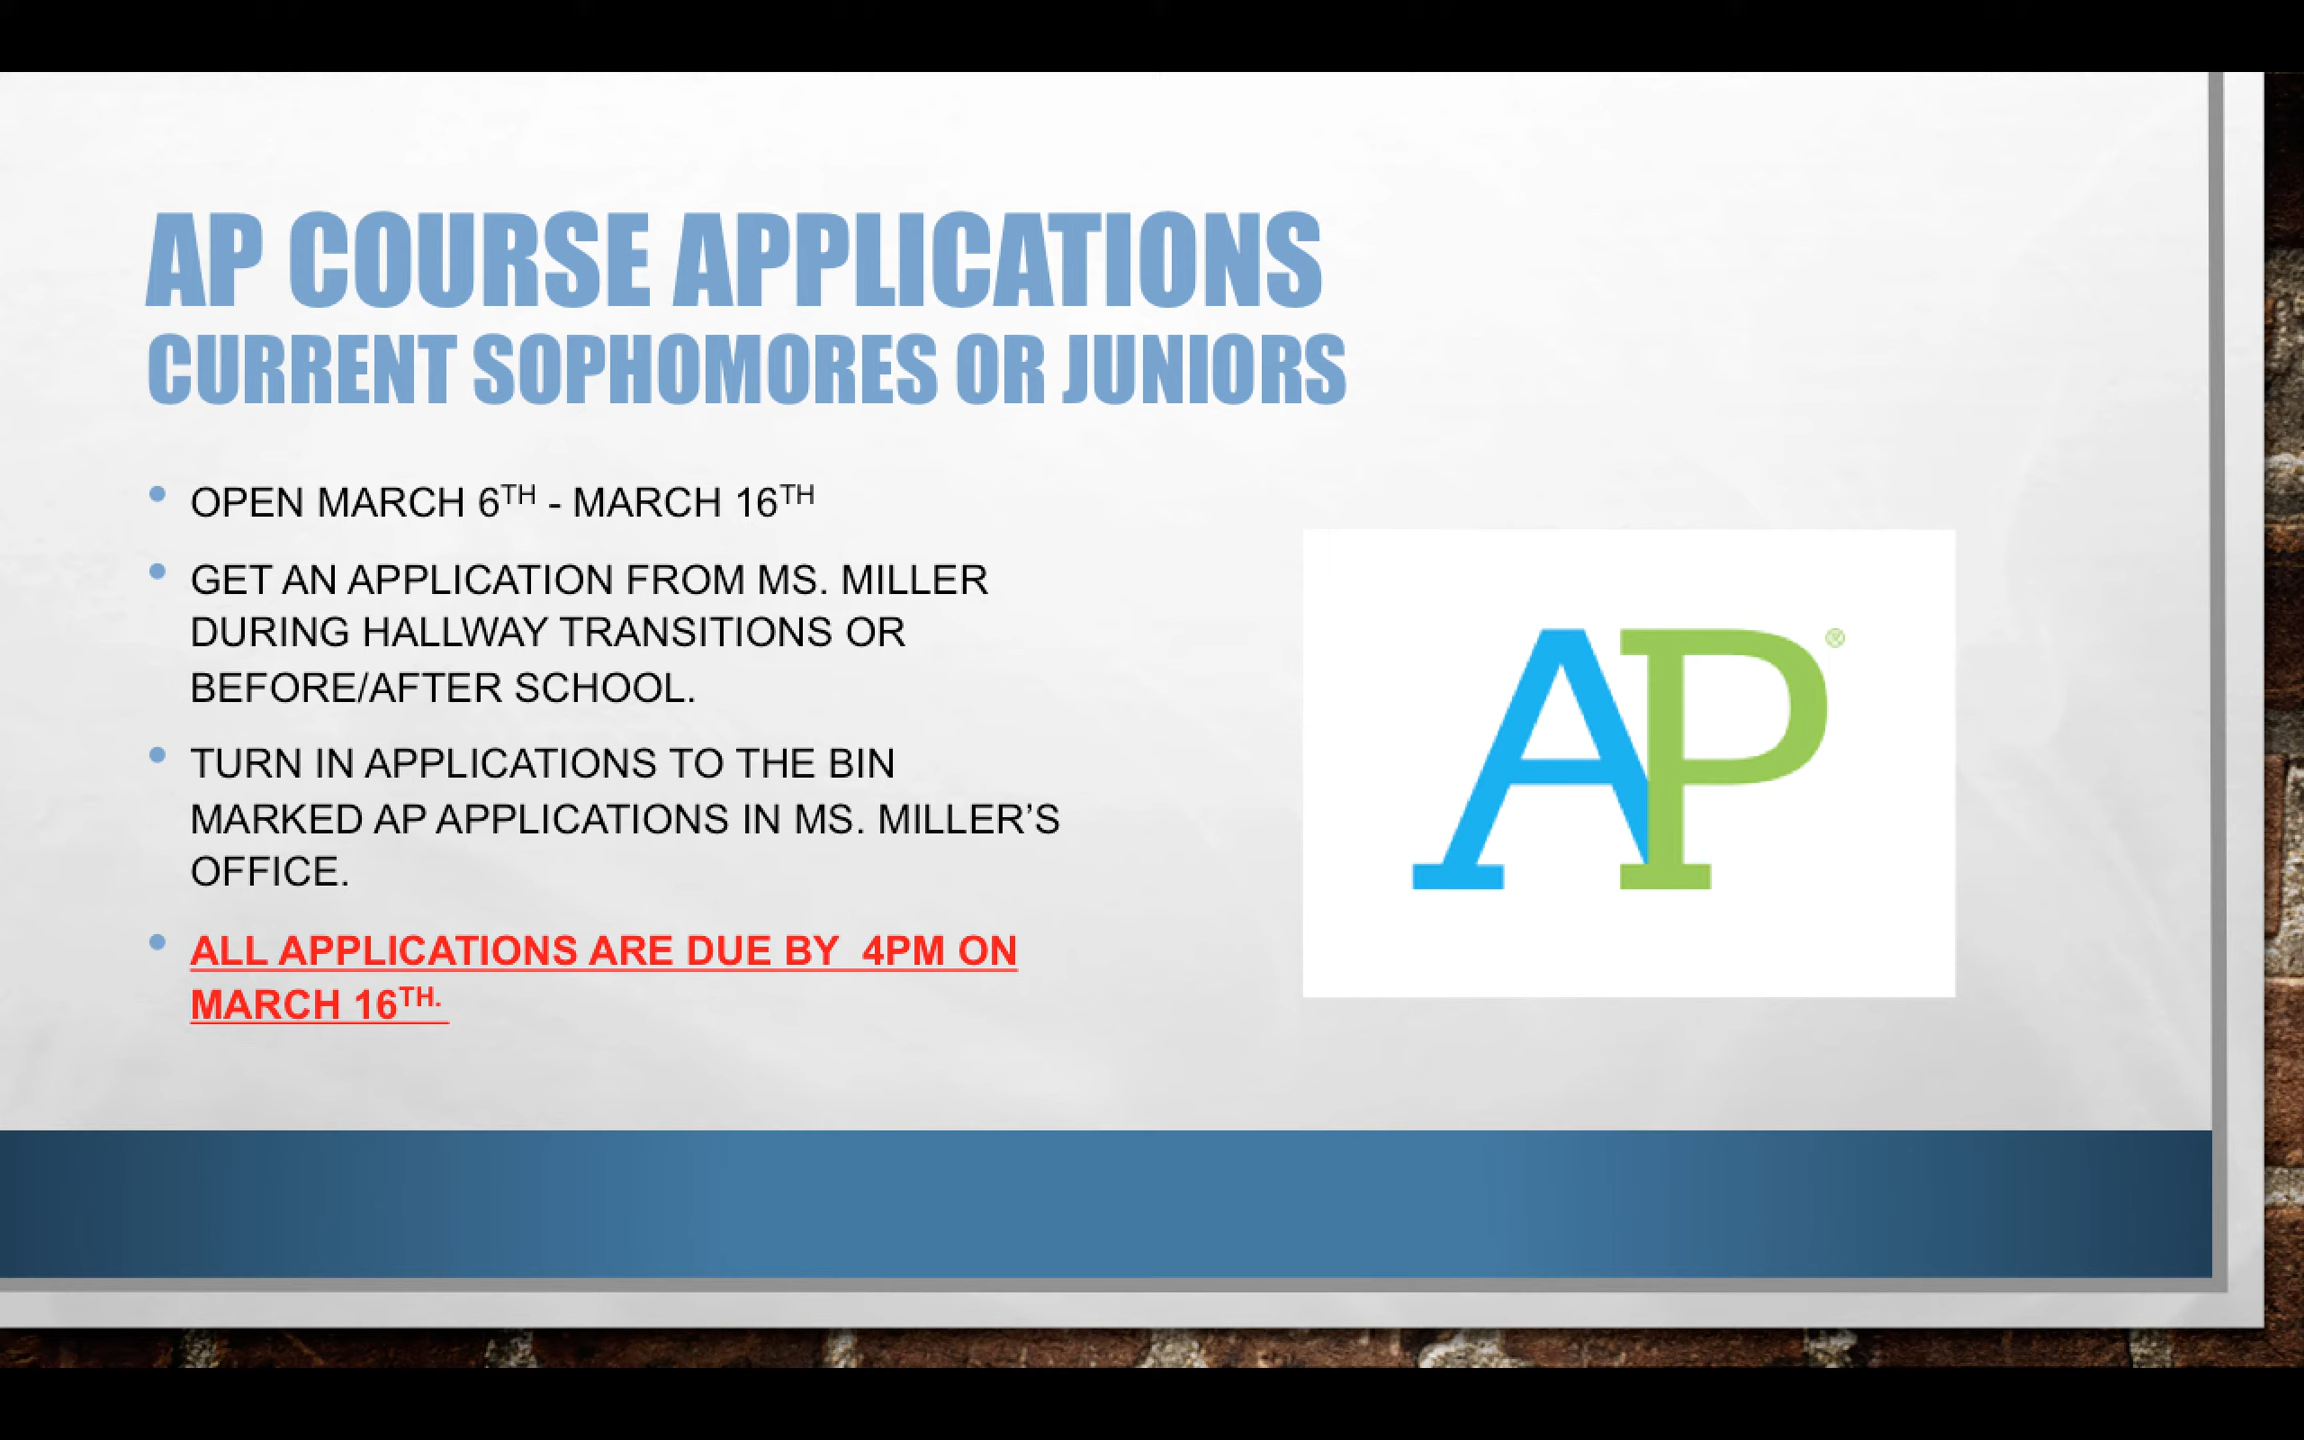 AP COURSE APPLICATIONS
CURRENT SOPHOMORES OR JUNIORS
• OPEN MARCH 6TH - MARCH 16TH
• GET AN APPLICATION FROM MS. MILLER
DURING HALLWAY TRANSITIONS OR
BEFORE/AFTER SCHOOL.
• TURN IN APPLICATIONS TO THE BIN
MARKED AP APPLICATIONS IN MS. MILLER’S
OFFICE.
• ALL APPLICATIONS ARE DUE BY  4PM ON
MARCH 16TH.
AP®